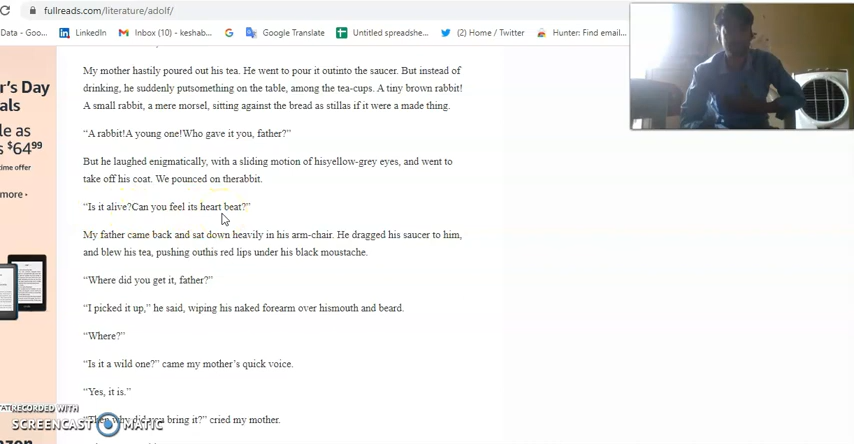 fullreads.com/literature/adolf/
Data - Goo... LinkedIn Inbox (10) - keshab... Google Translate Untitled spreadshe... (2) Home / Twitter Hunter: Find email...
r's Day
als
le as
$64.99
time offer
more
My mother hastily poured out his tea. He went to pour it outinto the saucer. But instead of
drinking, he suddenly putsomething on the table, among the tea-cups. A tiny brown rabbit!
A small rabbit, a mere morsel, sitting against the bread as stillas if it were a made thing.
“A rabbit!A young one!Who gave it you, father?”
But he laughed enigmatically, with a sliding motion of hisyellow-grey eyes, and went to
take off his coat. We pounced on therabbit.
“Is it alive?Can you feel its heart beat?”
My father came back and sat down heavily in his arm-chair. He dragged his saucer to him,
and blew his tea, pushing outhis red lips under his black moustache.
“Where did you get it, father?”
“I picked it up,” he said, wiping his naked forearm over hismouth and beard.
“Where?”
“Is it a wild one?” came my mother’s quick voice.
“Yes, it is.”
“Then why did you bring it?” cried my mother.
RECORDED WITH
SCREENCAST MATIC